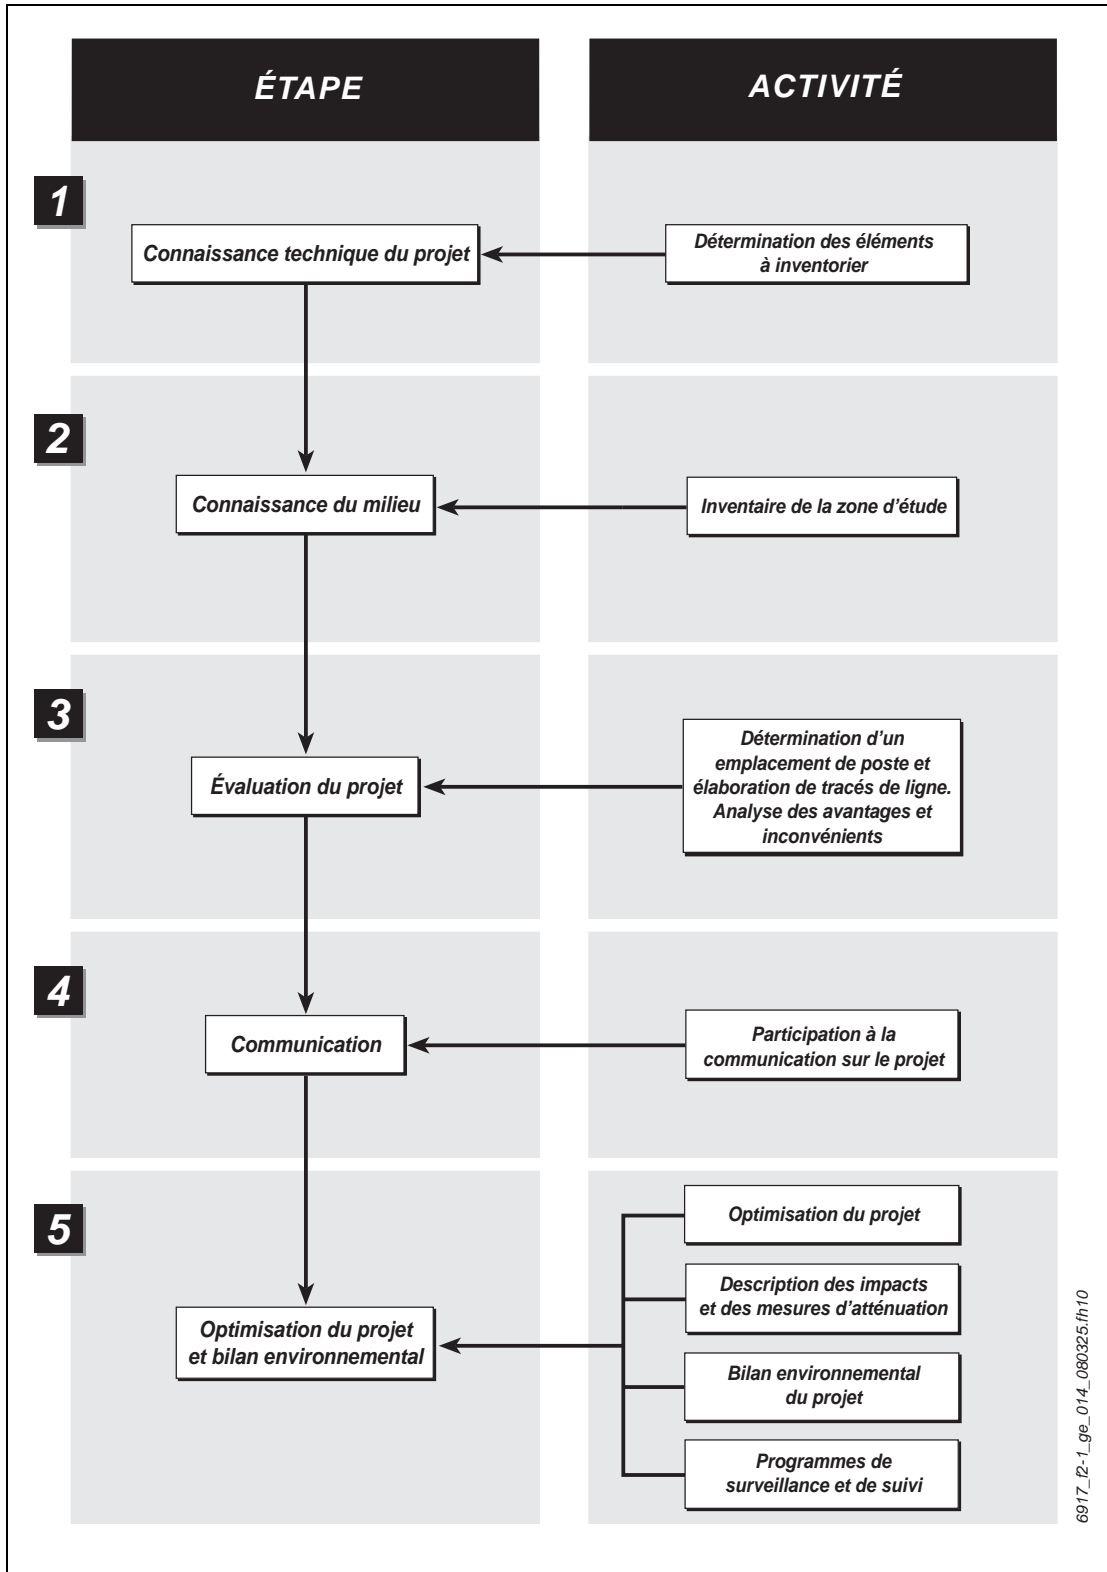 ÉTAPE
ACTIVITÉ
1
Connaissance technique du projet
Détermination des éléments
à inventorier
2
Connaissance du milieu
Inventaire de la zone d'étude
3
Évaluation du projet
Détermination d'un
emplacement de poste et
élaboration de tracés de ligne.
Analyse des avantages et
inconvénients
4
Communication
Participation à la
communication sur le projet
5
Optimisation du projet
et bilan environnemental
Optimisation du projet
Description des impacts
et des mesures d'atténuation
Bilan environnemental
du projet
Programmes de
surveillance et de suivi
6917_f2-1_ge_014_080325.fh10